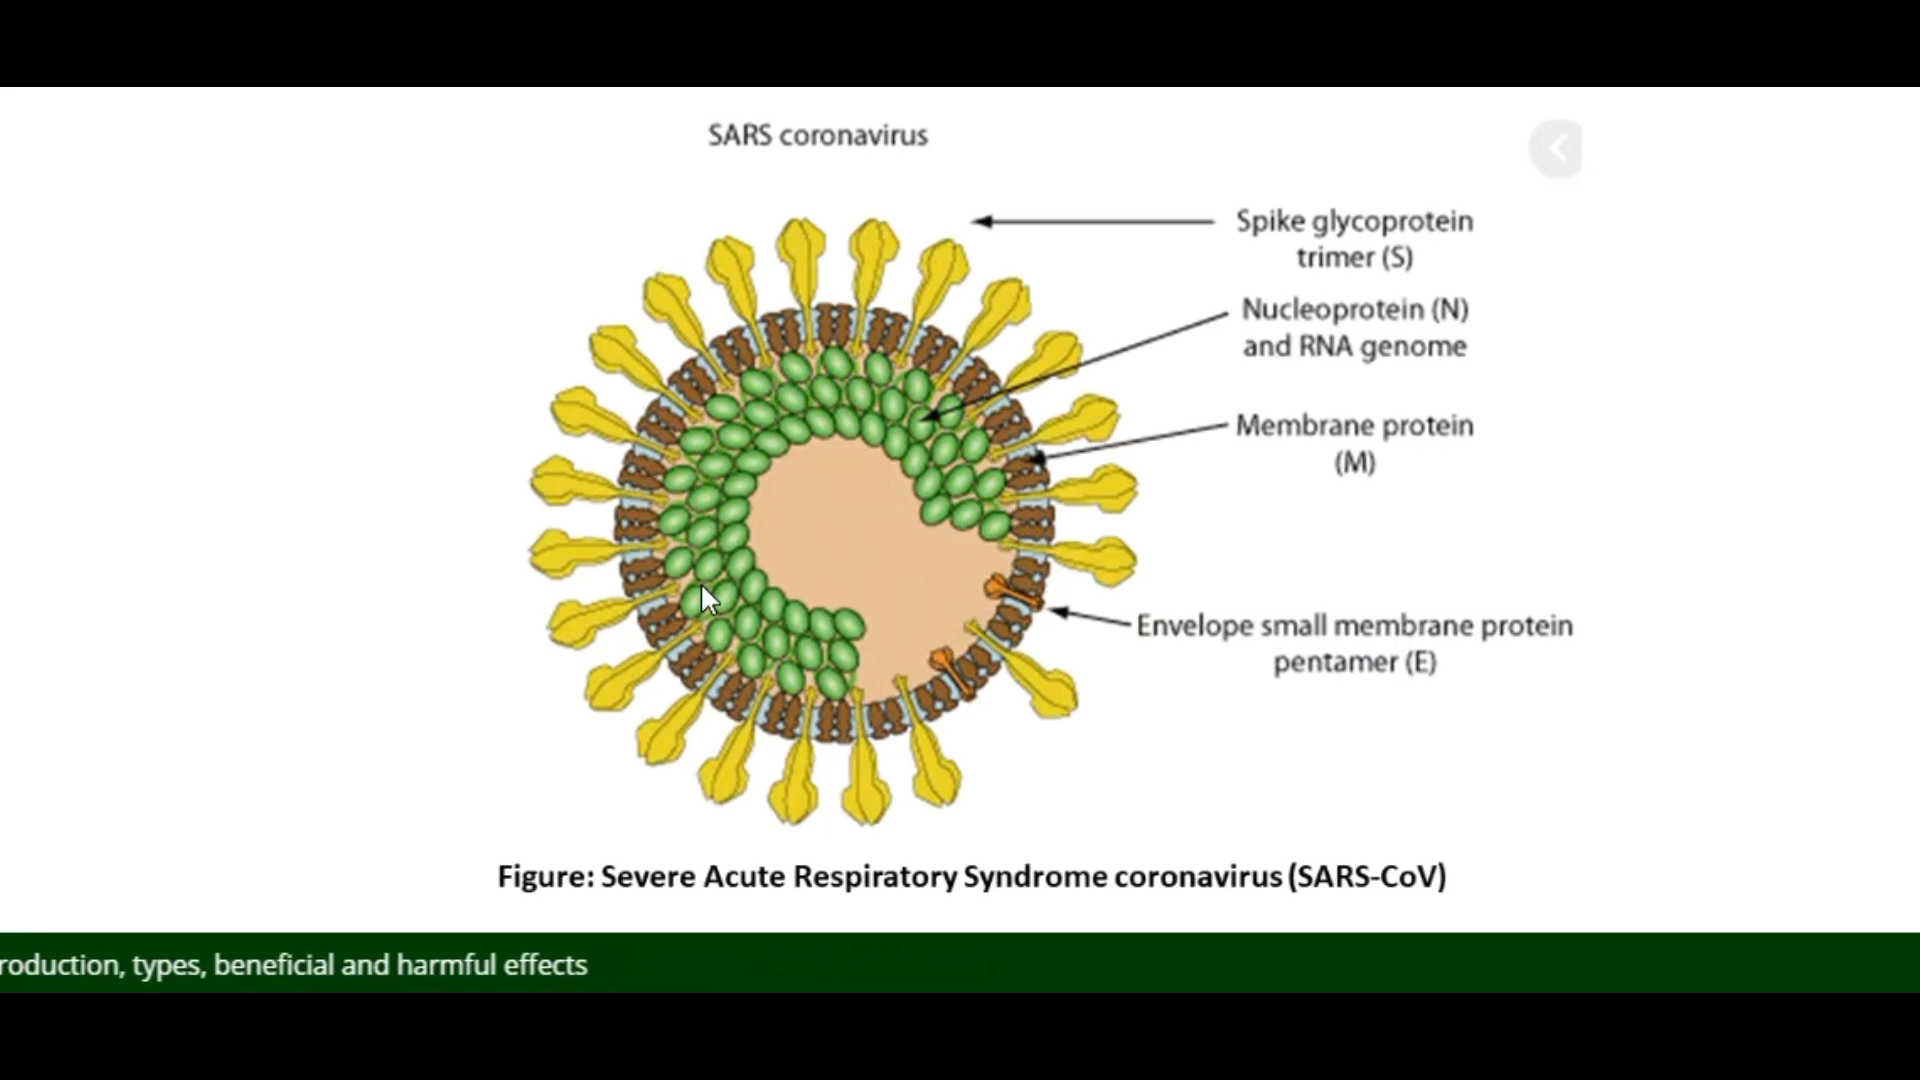 SARS coronavirus
Spike glycoprotein
trimer (S)
Nucleoprotein (N)
and RNA genome
Membrane protein
(M)
Envelope small membrane protein
pentamer (E)
Figure: Severe Acute Respiratory Syndrome coronavirus (SARS-CoV)
roduction, types, beneficial and harmful effects